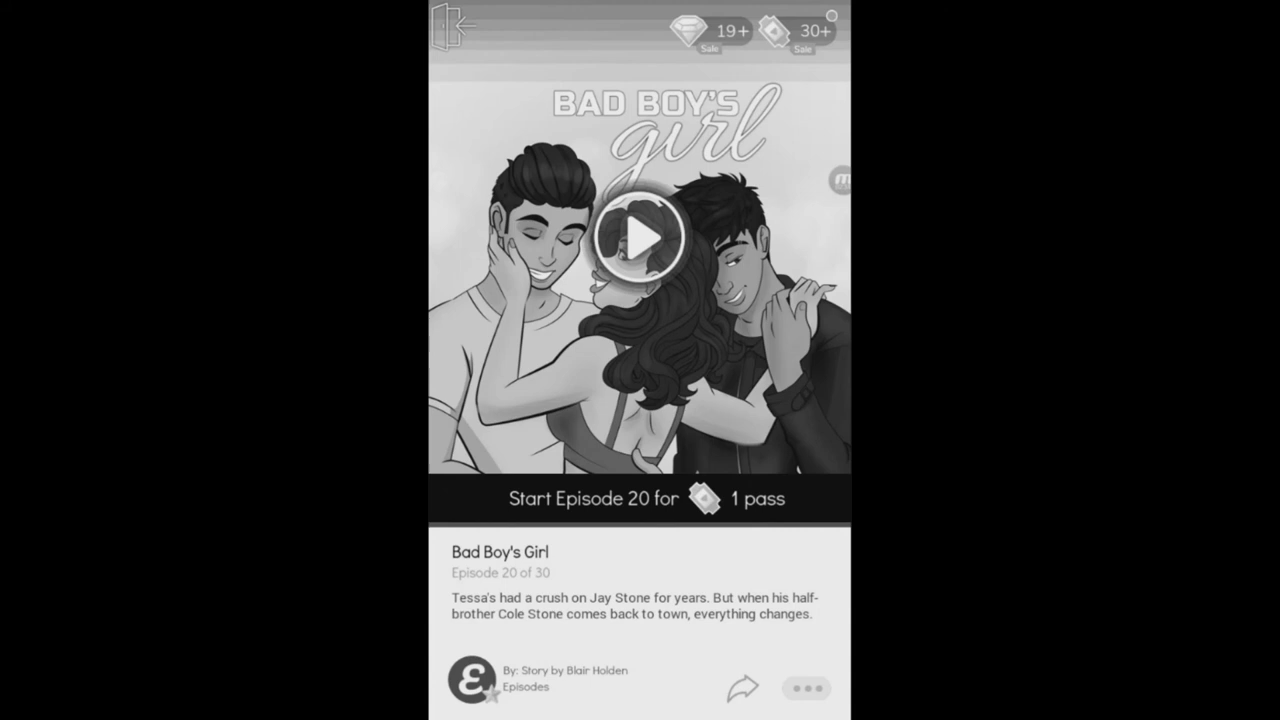 19+
30+
Sale
Sale
BAD BOY'S
girl
m
Start Episode 20 for 1 pass
Bad Boy's Girl
Episode 20 of 30
Tessa's had a crush on Jay Stone for years. But when his half-
brother Cole Stone comes back to town, everything changes.
By: Story by Blair Holden
Episodes